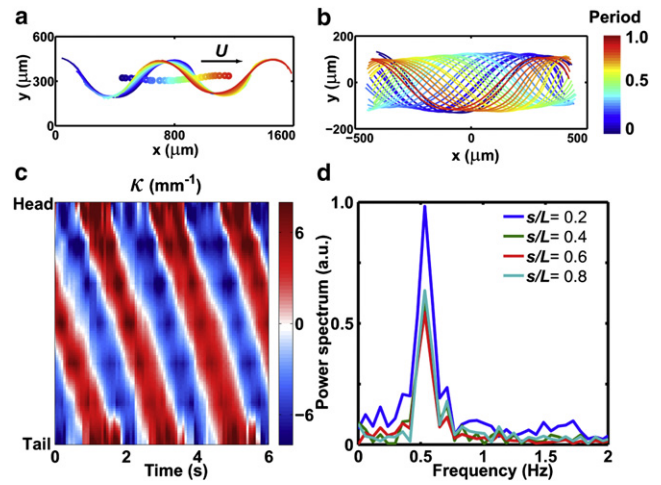 a
U
600
300
0
y (μm)
0 800 1600
x (μm)
b
200
0
-200
y (μm)
-500 0 500
x (μm)
Period
1.0
0.5
0
c
K (mm⁻¹)
Head
Tail
0 2 4 6
Time (s)
6
0
−6
d
Power spectrum (a.u.)
1.0
0.5
0
0 0.5 1 1.5 2
Frequency (Hz)
s/L= 0.2
s/L= 0.4
s/L= 0.6
s/L= 0.8